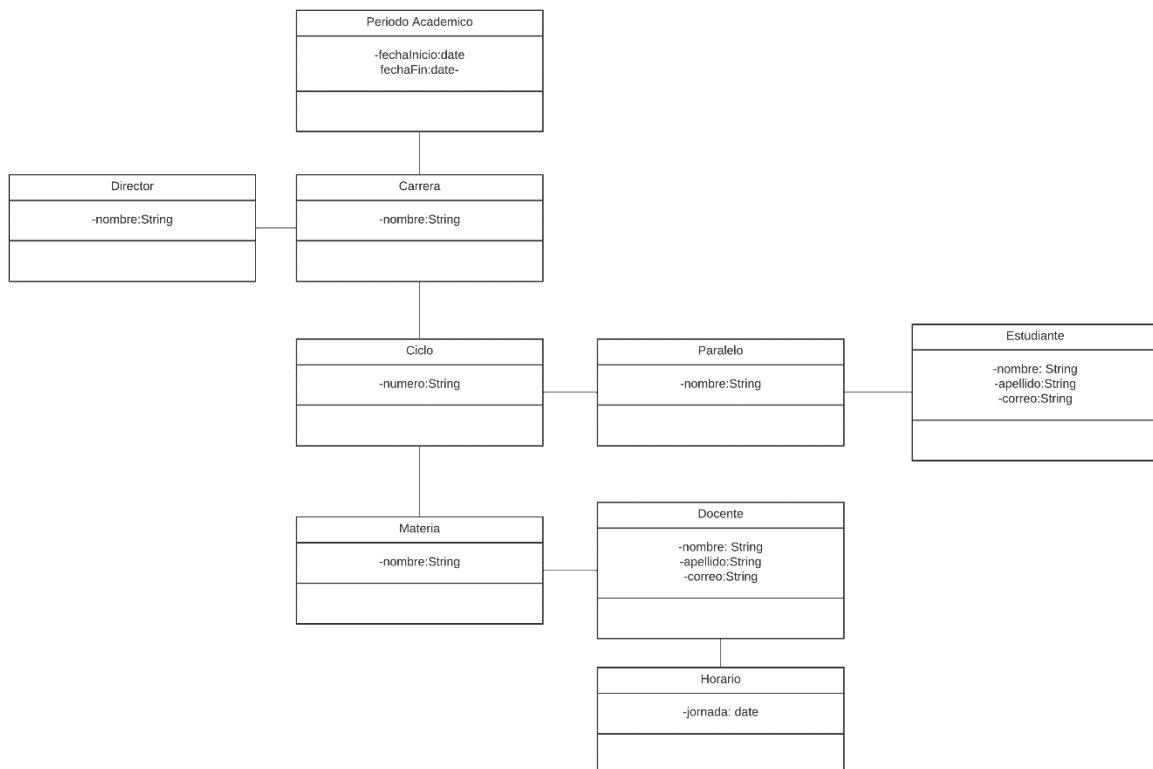 Periodo Academico
-fechaInicio:date
fechaFin:date-
Director
-nombre:String
Carrera
-nombre:String
Ciclo
-numero:String
Paralelo
-nombre:String
Estudiante
-nombre: String
-apellido:String
-correo:String
Materia
-nombre:String
Docente
-nombre: String
-apellido:String
-correo:String
Horario
-jornada: date